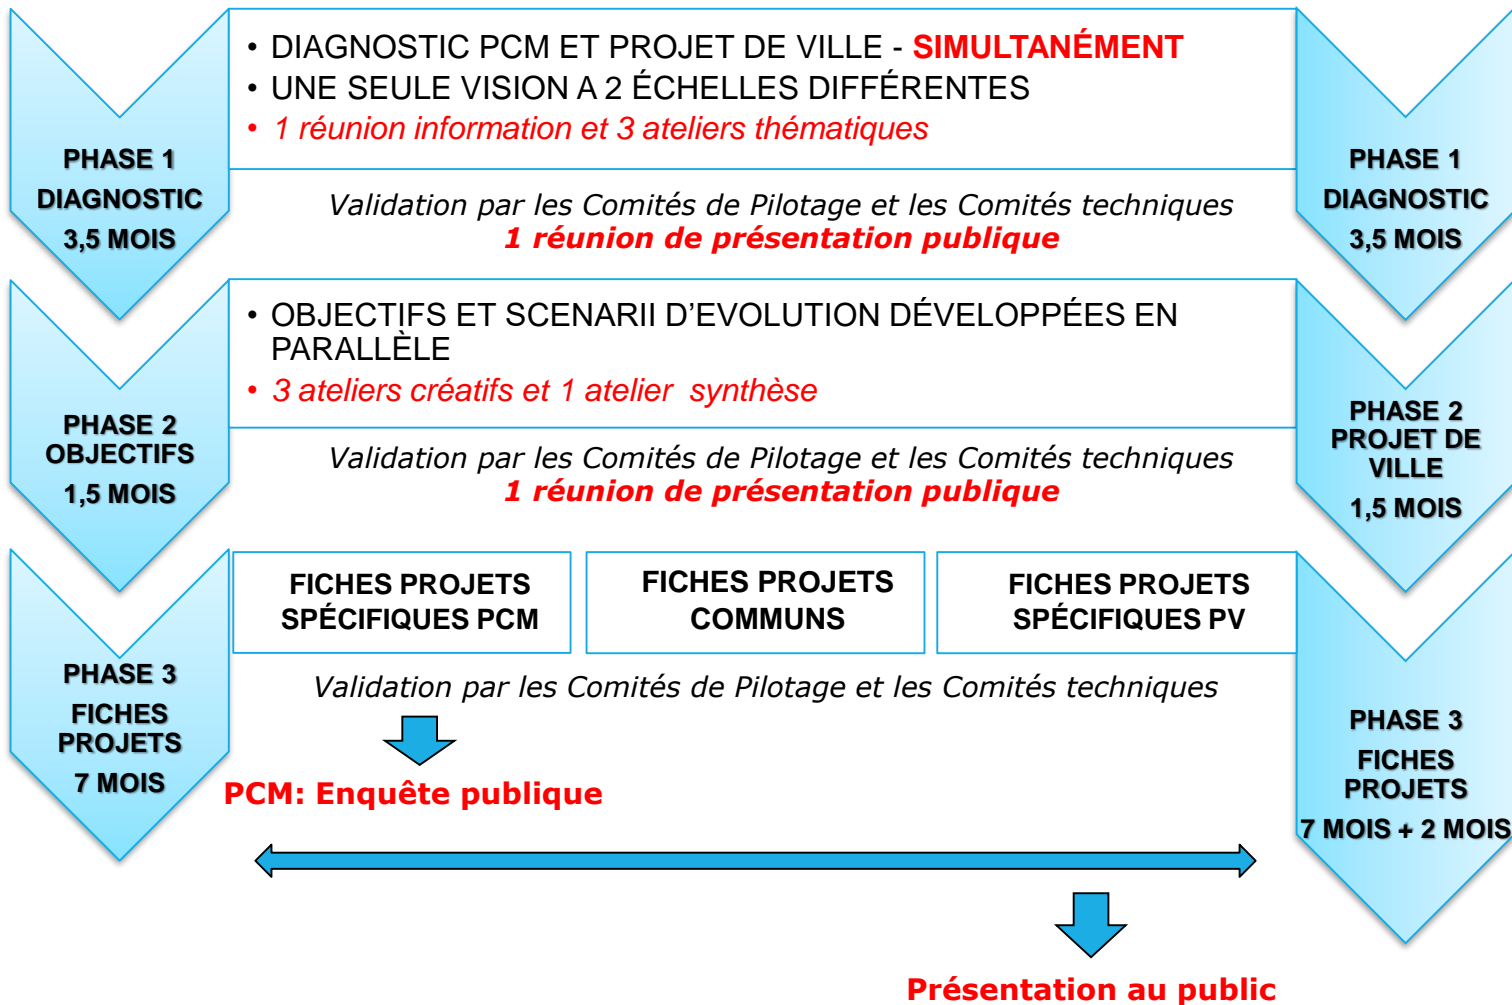 PHASE 1
DIAGNOSTIC
3,5 MOIS
• DIAGNOSTIC PCM ET PROJET DE VILLE - SIMULTANÉMENT
• UNE SEULE VISION A 2 ÉCHELLES DIFFÉRENTES
• 1 réunion information et 3 ateliers thématiques
Validation par les Comités de Pilotage et les Comités techniques
1 réunion de présentation publique
PHASE 1
DIAGNOSTIC
3,5 MOIS
PHASE 2
OBJECTIFS
1,5 MOIS
• OBJECTIFS ET SCENARII D’EVOLUTION DÉVELOPPÉES EN
PARALLÈLE
• 3 ateliers créatifs et 1 atelier synthèse
Validation par les Comités de Pilotage et les Comités techniques
1 réunion de présentation publique
PHASE 2
PROJET DE
VILLE
1,5 MOIS
PHASE 3
FICHES
PROJETS
7 MOIS
FICHES PROJETS
SPÉCIFIQUES PCM
FICHES PROJETS
COMMUNS
FICHES PROJETS
SPÉCIFIQUES PV
Validation par les Comités de Pilotage et les Comités techniques
PCM: Enquête publique
PHASE 3
FICHES
PROJETS
7 MOIS + 2 MOIS
Présentation au public